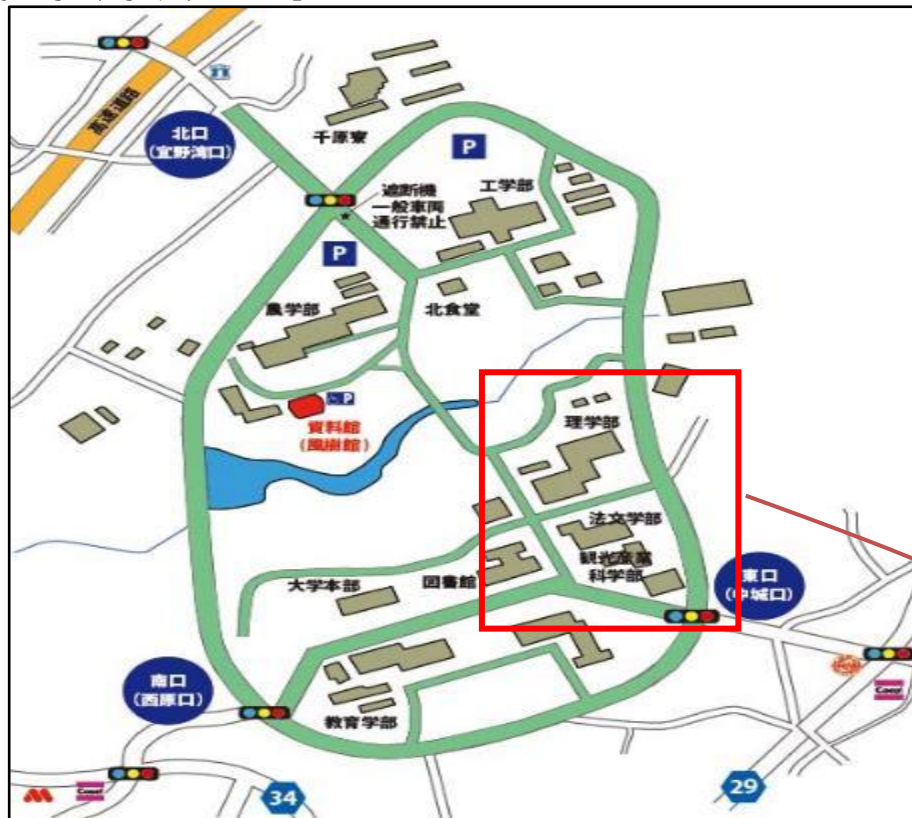 高速道路
北口
(宜野湾口)
千原寮
P
工学部
遮断機
一般車両
通行禁止
P
農学部
北食堂
P
資料館
(風樹館)
理学部
法文学部
観光産業
科学部
図書館
大学本部
東口
(中城口)
南口
(西原口)
教育学部
34
29